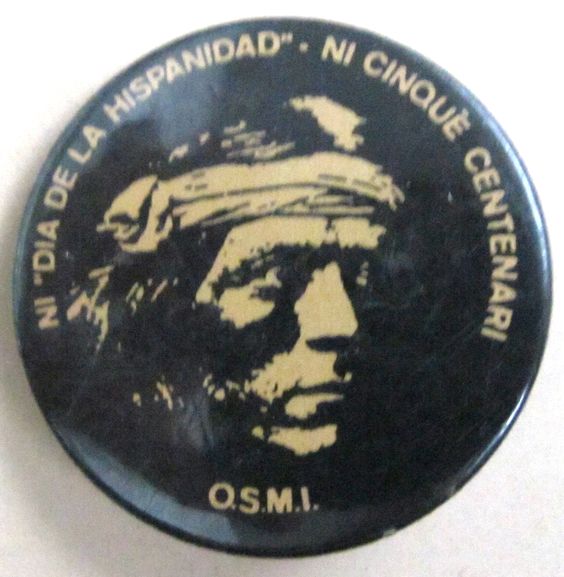 NI "DIA DE LA HISPANIDAD" - NI CINQUÈ CENTENARI
O.S.M.I.